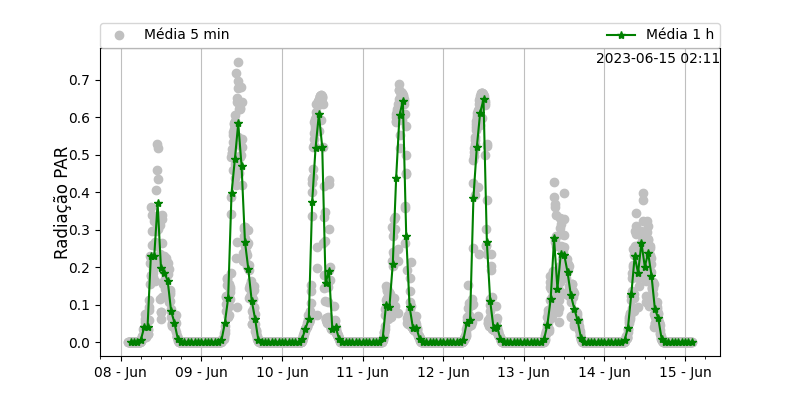 Média 5 min
Média 1 h
2023-06-15 02:11
Radiação PAR
0.7
0.6
0.5
0.4
0.3
0.2
0.1
0.0
08 - Jun
09 - Jun
10 - Jun
11 - Jun
12 - Jun
13 - Jun
14 - Jun
15 - Jun